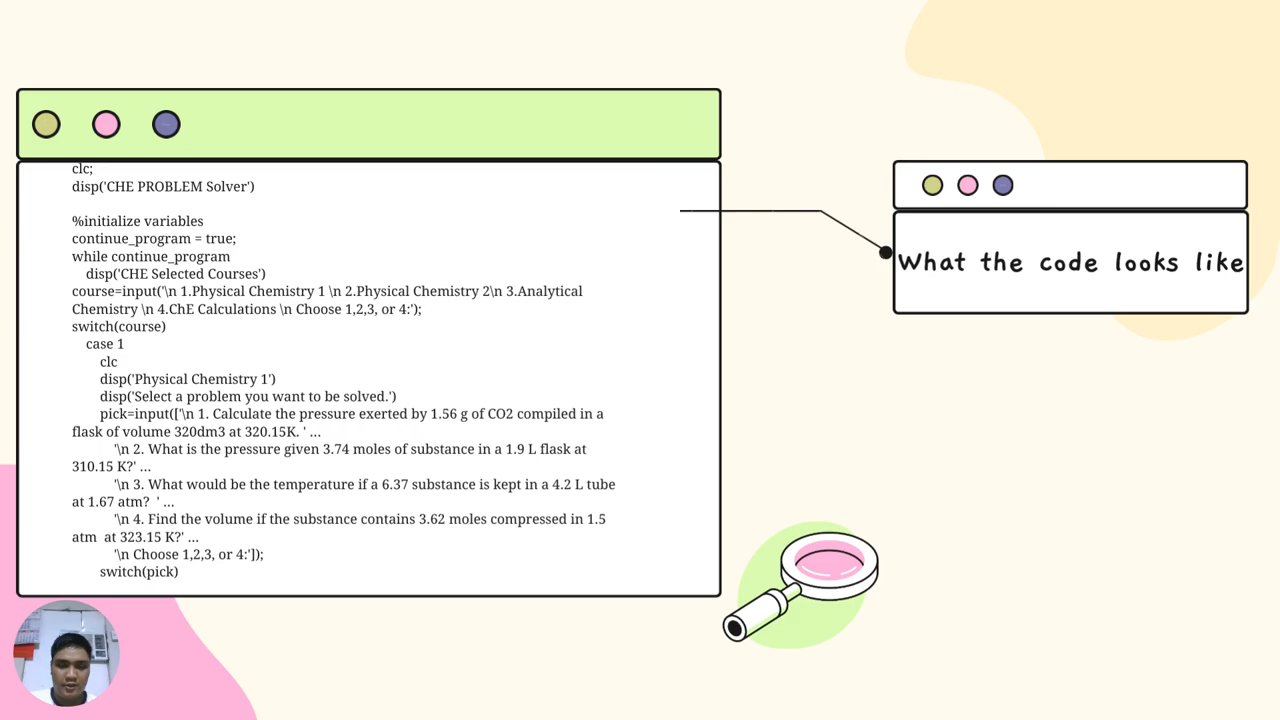 clc;
disp('CHE PROBLEM Solver')
%initialize variables
continue_program = true;
while continue_program
disp('CHE Selected Courses')
course=input('\n 1.Physical Chemistry 1 \n 2.Physical Chemistry 2\n 3.Analytical
Chemistry \n 4.ChE Calculations \n Choose 1,2,3, or 4:');
switch(course)
case 1
clc
disp('Physical Chemistry 1')
disp('Select a problem you want to be solved.')
pick=input(['\n 1. Calculate the pressure exerted by 1.56 g of CO2 compiled in a
flask of volume 320dm3 at 320.15K. ' ...
'\n 2. What is the pressure given 3.74 moles of substance in a 1.9 L flask at
310.15 K?' ...
'\n 3. What would be the temperature if a 6.37 substance is kept in a 4.2 L tube
at 1.67 atm?  ' ...
'\n 4. Find the volume if the substance contains 3.62 moles compressed in 1.5
atm  at 323.15 K?' ...
'\n Choose 1,2,3, or 4:']);
switch(pick)
What the code looks like